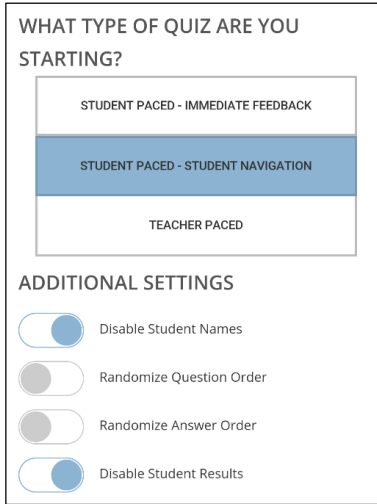 WHAT TYPE OF QUIZ ARE YOU
STARTING?
STUDENT PACED - IMMEDIATE FEEDBACK
STUDENT PACED - STUDENT NAVIGATION
TEACHER PACED
ADDITIONAL SETTINGS
Disable Student Names
Randomize Question Order
Randomize Answer Order
Disable Student Results